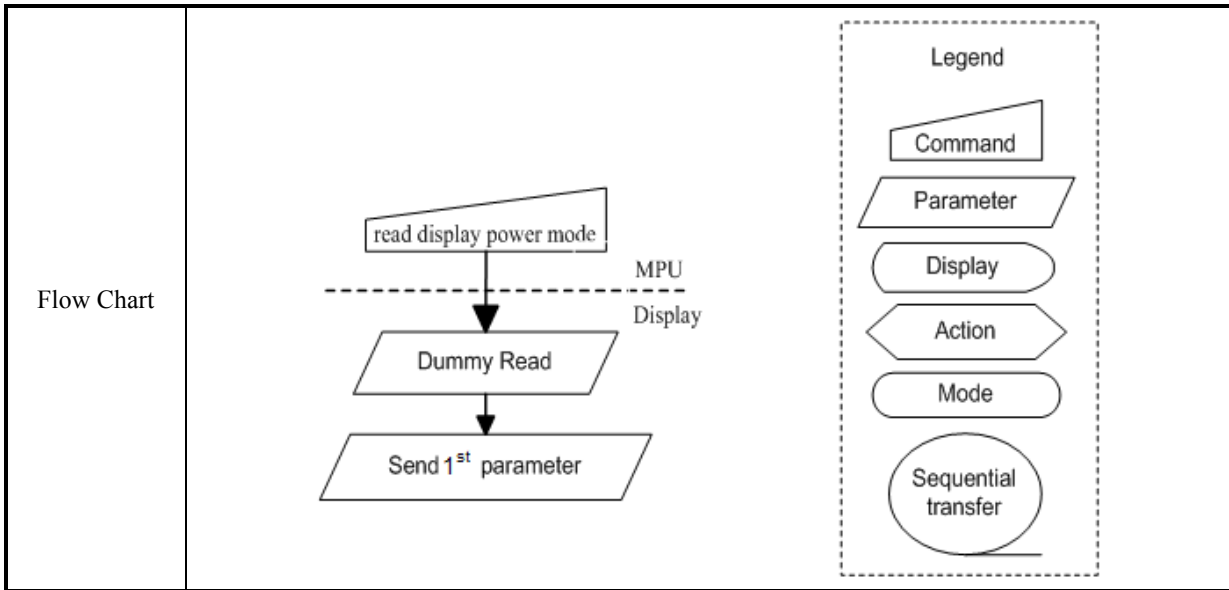 Flow Chart
read display power mode
MPU
Display
Dummy Read
Send 1st parameter
Legend
Command
Parameter
Display
Action
Mode
Sequential
transfer